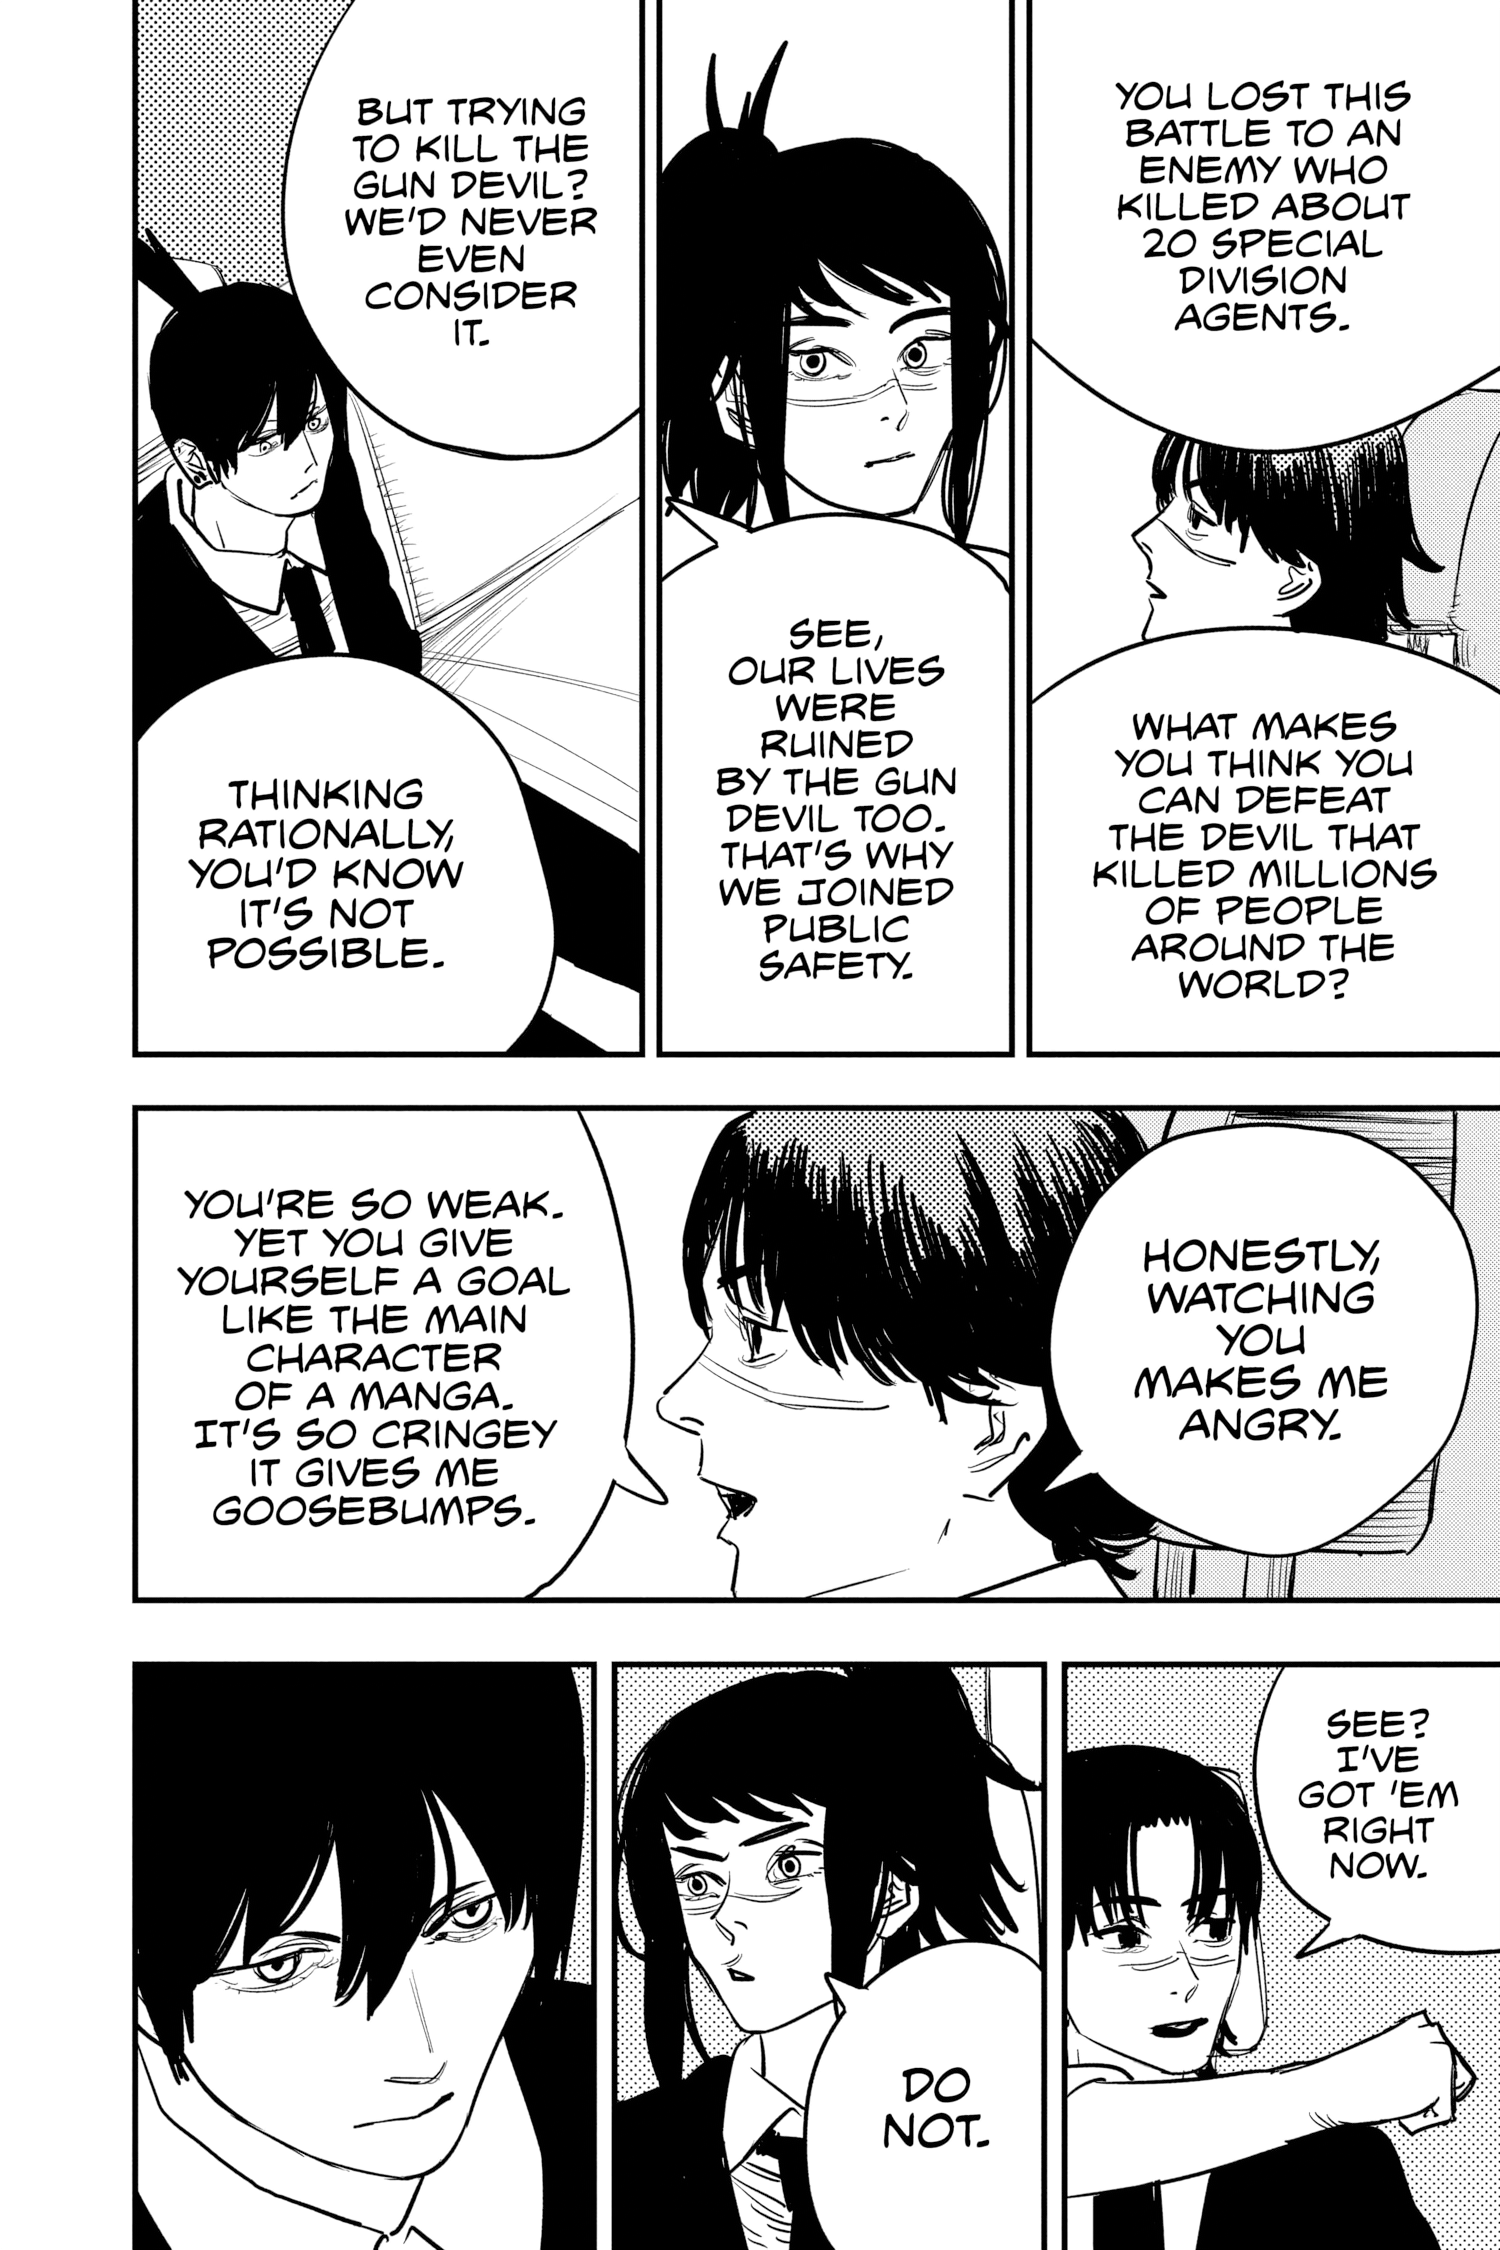 YOU LOST THIS
BATTLE TO AN
ENEMY WHO
KILLED ABOUT
20 SPECIAL
DIVISION
AGENTS.
WHAT MAKES
YOU THINK YOU
CAN DEFEAT
THE DEVIL THAT
KILLED MILLIONS
OF PEOPLE
AROUND THE
WORLD?
SEE,
OUR LIVES
WERE
RUINED
BY THE GUN
DEVIL TOO.
THAT'S WHY
WE JOINED
PUBLIC
SAFETY.
BUT TRYING
TO KILL THE
GUN DEVIL?
WE'D NEVER
EVEN
CONSIDER
IT.
THINKING
RATIONALLY,
YOU'D KNOW
IT'S NOT
POSSIBLE.
HONESTLY,
WATCHING
YOU
MAKES ME
ANGRY.
YOU'RE SO WEAK.
YET YOU GIVE
YOURSELF A GOAL
LIKE THE MAIN
CHARACTER
OF A MANGA.
IT'S SO CRINGEY
IT GIVES ME
GOOSEBUMPS.
SEE?
I'VE
GOT 'EM
RIGHT
NOW.
DO
NOT.